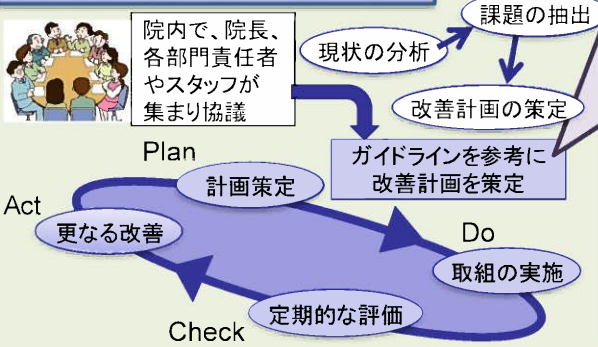 院内で、院長、
各部門責任者
やスタッフが
集まり協議
現状の分析
課題の抽出
改善計画の策定
ガイドラインを参考に
改善計画を策定
Plan
計画策定
Act
更なる改善
Do
取組の実施
定期的な評価
Check